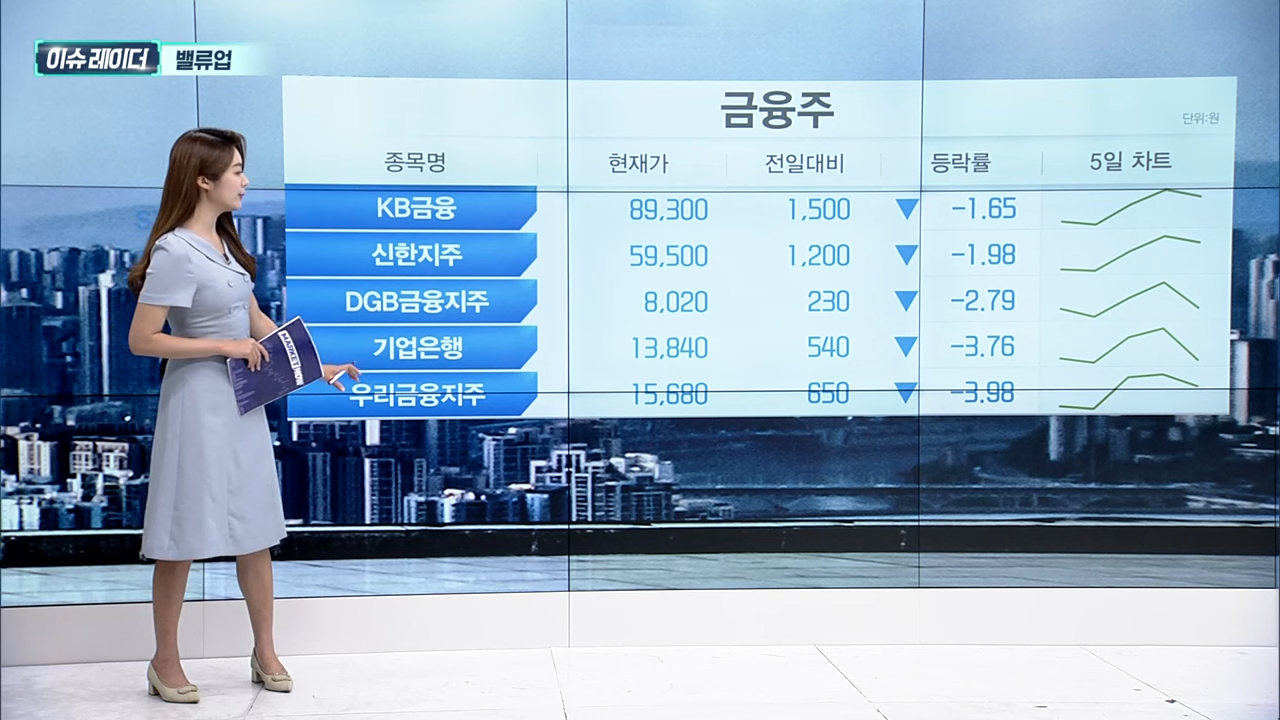 이슈 레이더 밸류업
금융주
단위:원
종목명 현재가 전일대비 등락률 5일 차트
KB금융 89,300 1,500 ▼ -1.65
신한지주 59,500 1,200 ▼ -1.98
DGB금융지주 8,020 230 ▼ -2.79
기업은행 13,840 540 ▼ -3.76
우리금융지주 15,680 650 ▼ -3.98
MARKET NOW